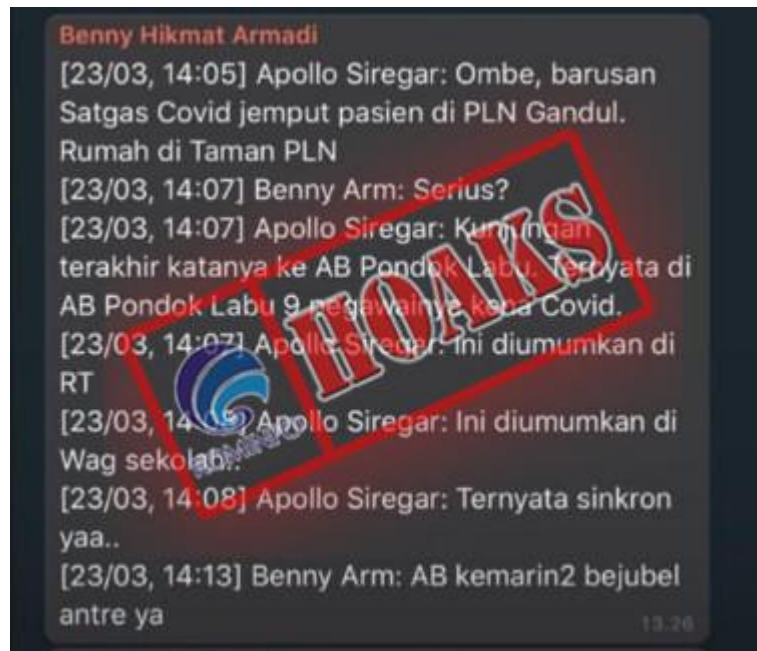 Benny Hikmat Armadi
[23/03, 14:05] Apollo Siregar: Ombe, barusan
Satgas Covid jemput pasien di PLN Gandul.
Rumah di Taman PLN
[23/03, 14:07] Benny Arm: Serius?
[23/03, 14:07] Apollo Siregar: Kunjungan
terakhir katanya ke AB Pondok Labu. Ternyata di
AB Pondok Labu 9 pegawainya kena Covid.
[23/03, 14:07] Apollo Siregar: Ini diumumkan di
RT
[23/03, 14:08] Apollo Siregar: Ini diumumkan di
Wag sekolah..
[23/03, 14:08] Apollo Siregar: Ternyata sinkron
yaa..
[23/03, 14:13] Benny Arm: AB kemarin2 bejubel
antre ya
13.26
HOAKS
KOMINFO